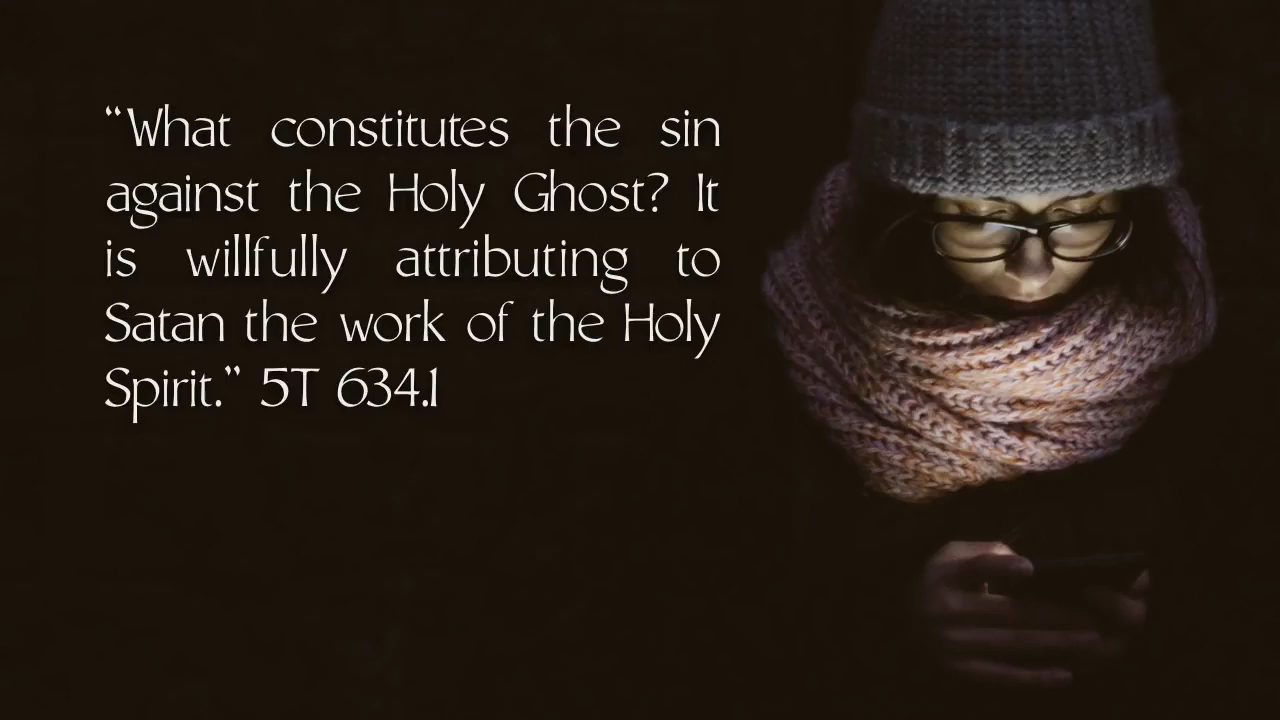 “What constitutes the sin
against the Holy Ghost? It
is willfully attributing to
Satan the work of the Holy
Spirit.” 5T 634.1